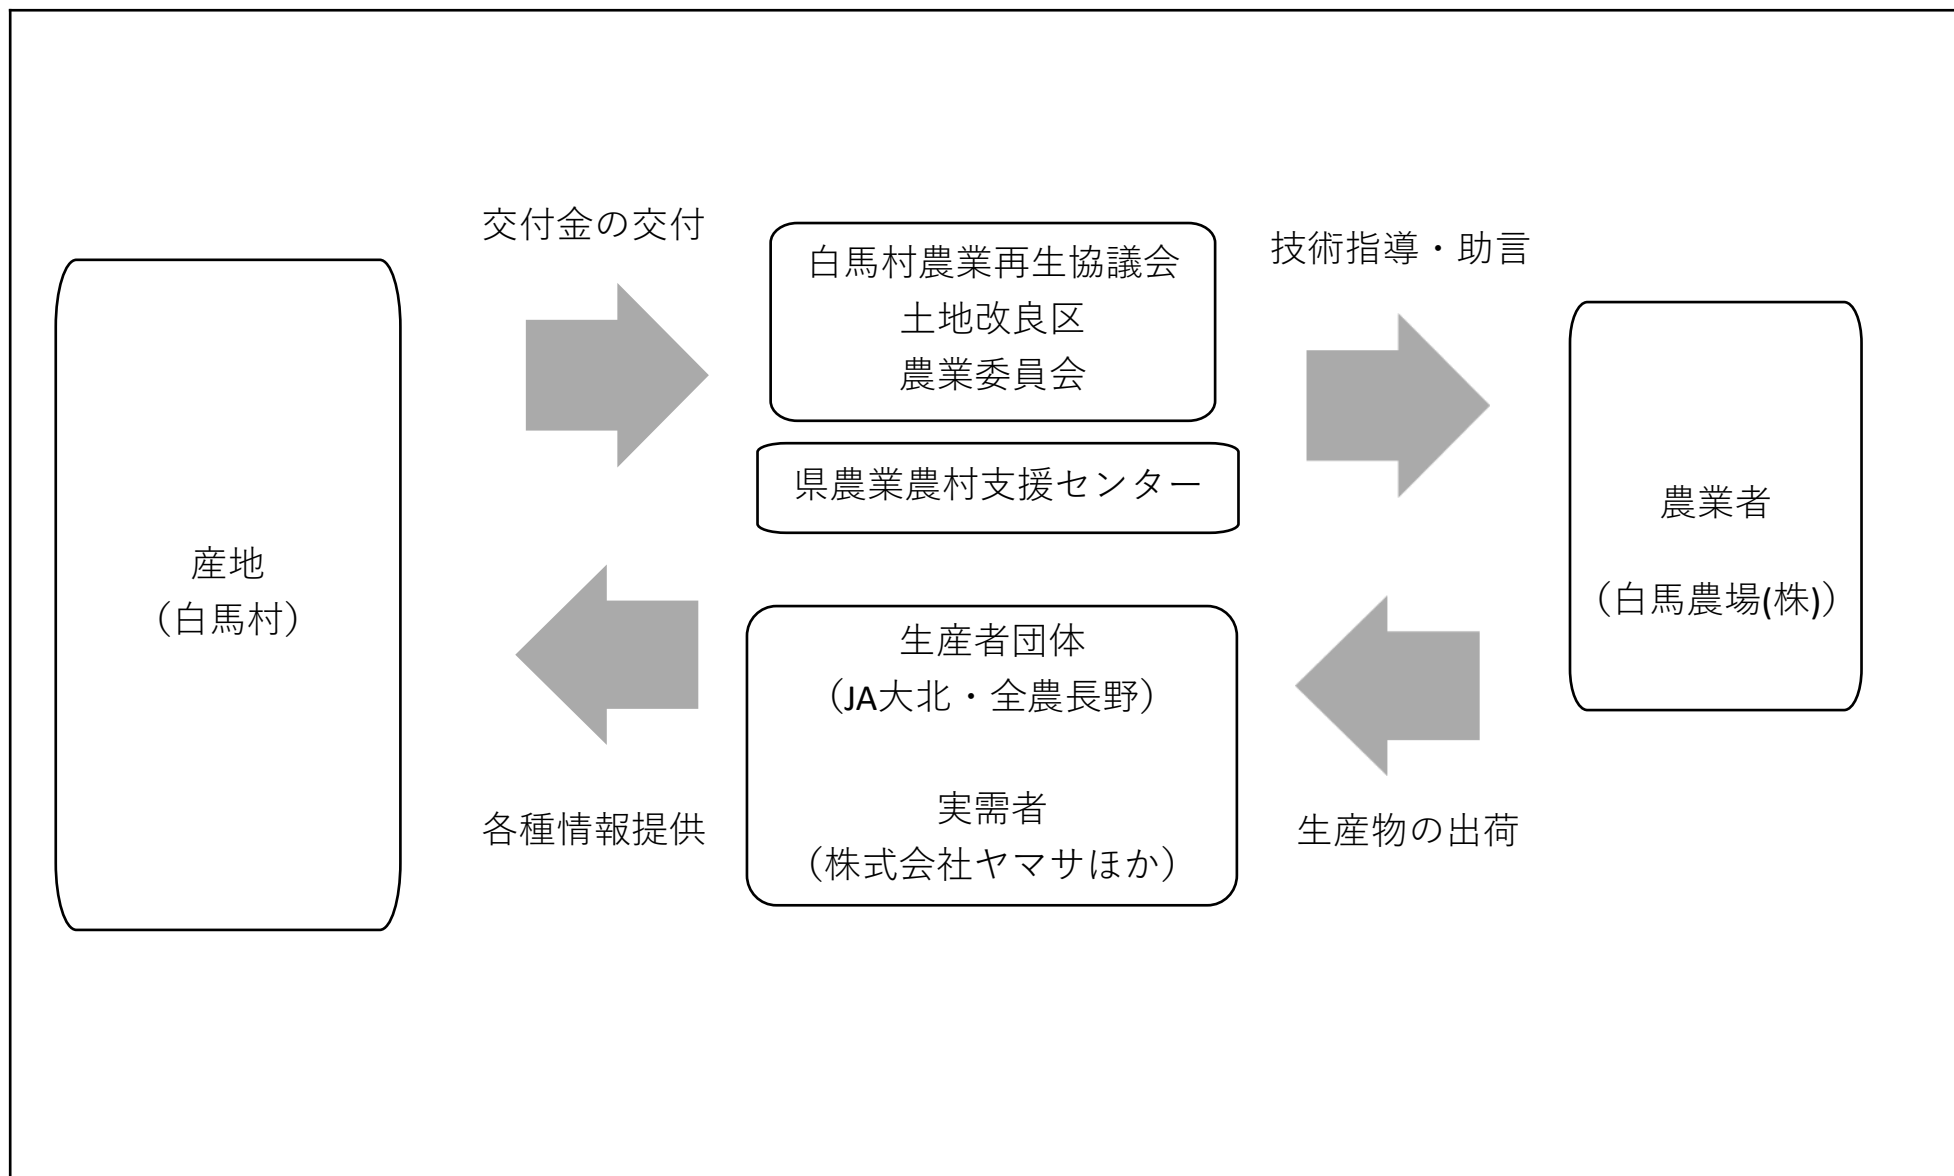 交付金の交付
白馬村農業再生協議会
土地改良区
農業委員会
技術指導・助言
県農業農村支援センター
産地
（白馬村）
農業者
（白馬農場(株)）
生産者団体
（JA大北・全農長野）
実需者
（株式会社ヤマサほか）
各種情報提供
生産物の出荷